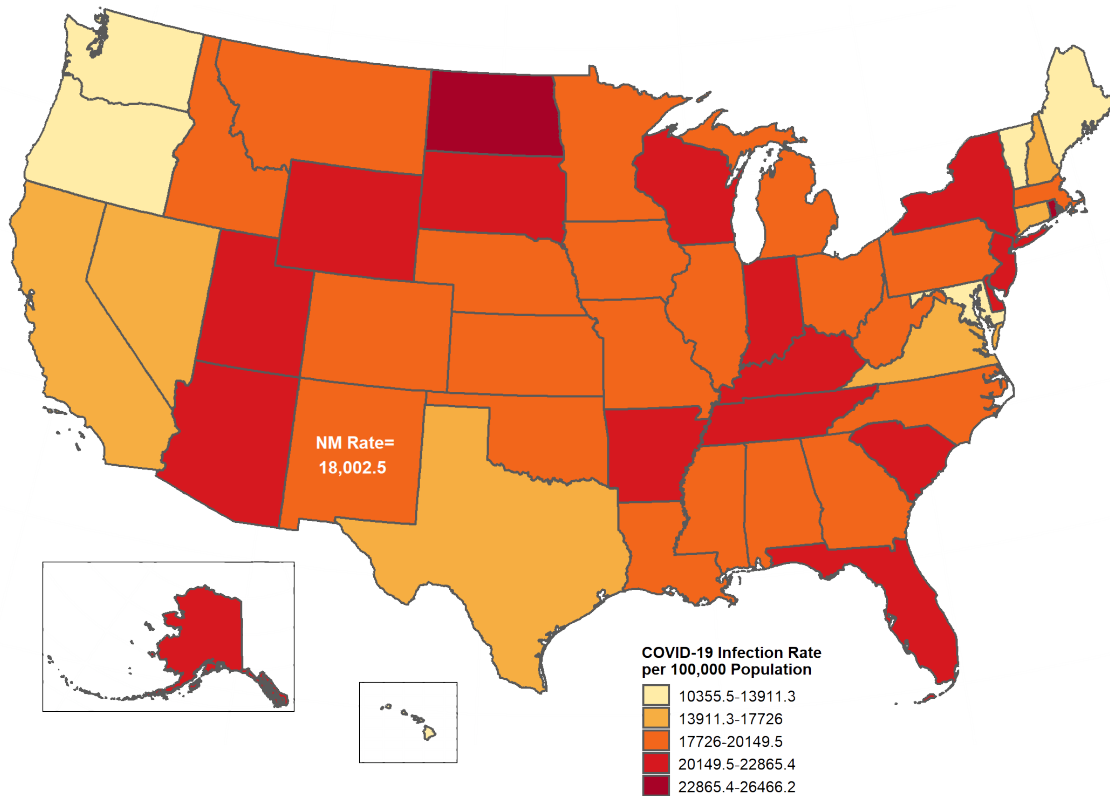 NM Rate=
18,002.5
COVID-19 Infection Rate
per 100,000 Population
10355.5-13911.3
13911.3-17726
17726-20149.5
20149.5-22865.4
22865.4-26466.2